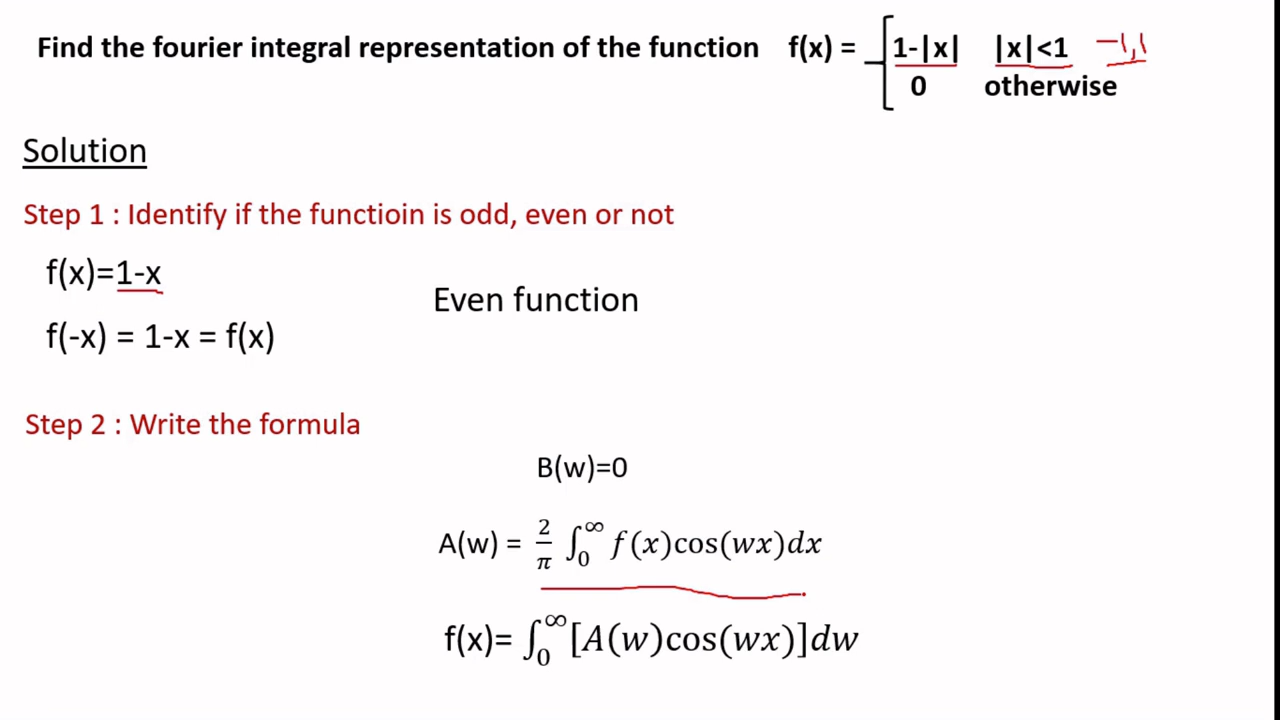 Find the fourier integral representation of the function f(x) = { 1-|x| |x|<1 -1,1
0 otherwise
Solution
Step 1 : Identify if the functioin is odd, even or not
f(x)=1-x
Even function
f(-x) = 1-x = f(x)
Step 2 : Write the formula
B(w)=0
A(w) = 2/π ∫₀^∞ f(x)cos(wx)dx
f(x)= ∫₀^∞ [A(w)cos(wx)]dw